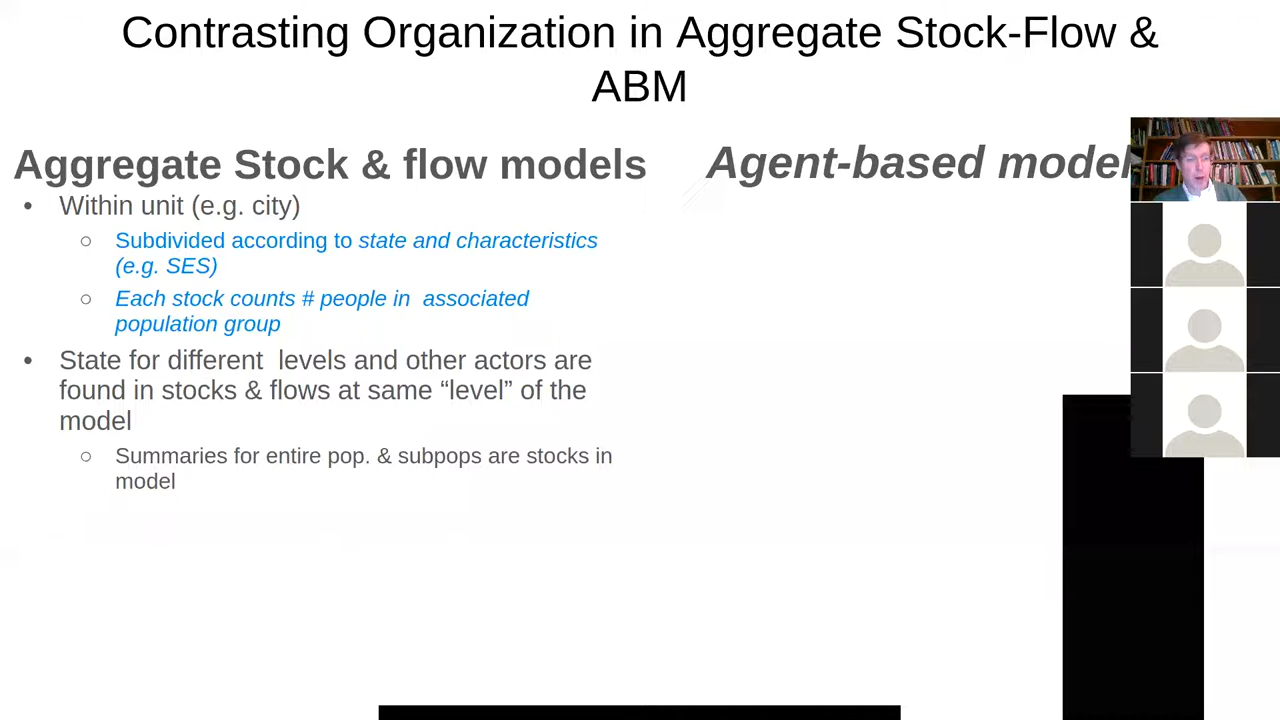 Contrasting Organization in Aggregate Stock-Flow &
ABM
Aggregate Stock & flow models
• Within unit (e.g. city)
○ Subdivided according to state and characteristics
(e.g. SES)
○ Each stock counts # people in  associated
population group
• State for different  levels and other actors are
found in stocks & flows at same “level” of the
model
○ Summaries for entire pop. & subpops are stocks in
model
Agent-based model